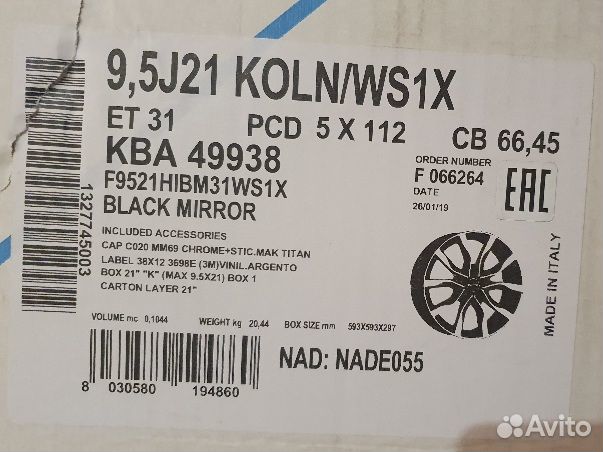 9,5J21 KOLN/WS1X
ET 31 PCD 5 X 112 CB 66,45
KBA 49938
F9521HIBM31WS1X
BLACK MIRROR
ORDER NUMBER
F 066264
DATE
26/01/19
EAC
INCLUDED ACCESSORIES
CAP C020 MM69 CHROME+STIC.MAK TITAN
LABEL 38X12 3698E (3M)VINIL.ARGENTO
BOX 21" "K" (MAX 9.5X21) BOX 1
CARTON LAYER 21"
1327745003
MADE IN ITALY
VOLUME mc 0,1044 WEIGHT kg 20,44 BOX SIZE mm 593X593X297
8 030580 194860
NAD: NADE055
Avito